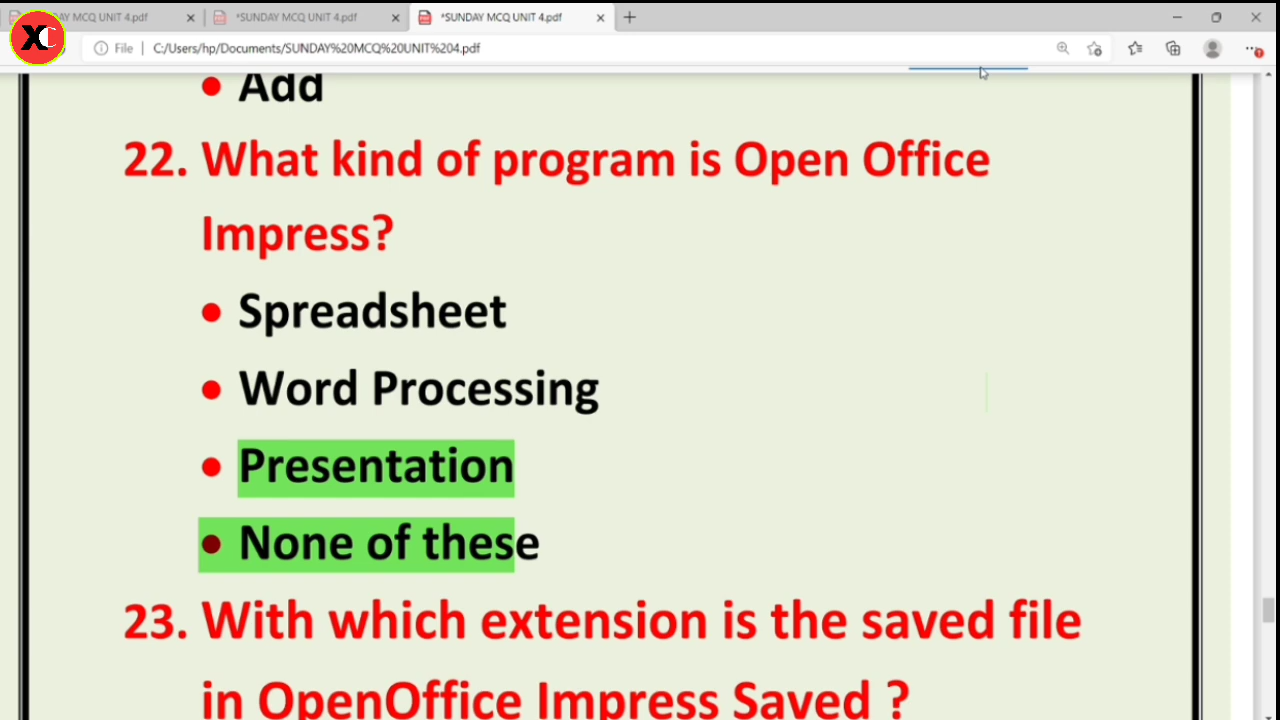 DAY MCQ UNIT 4.pdf
*SUNDAY MCQ UNIT 4.pdf
*SUNDAY MCQ UNIT 4.pdf
XC
File
C:/Users/hp/Documents/SUNDAY%20MCQ%20UNIT%204.pdf
• Add
22. What kind of program is Open Office
Impress?
• Spreadsheet
• Word Processing
• Presentation
• None of these
23. With which extension is the saved file
in OpenOffice Impress Saved ?